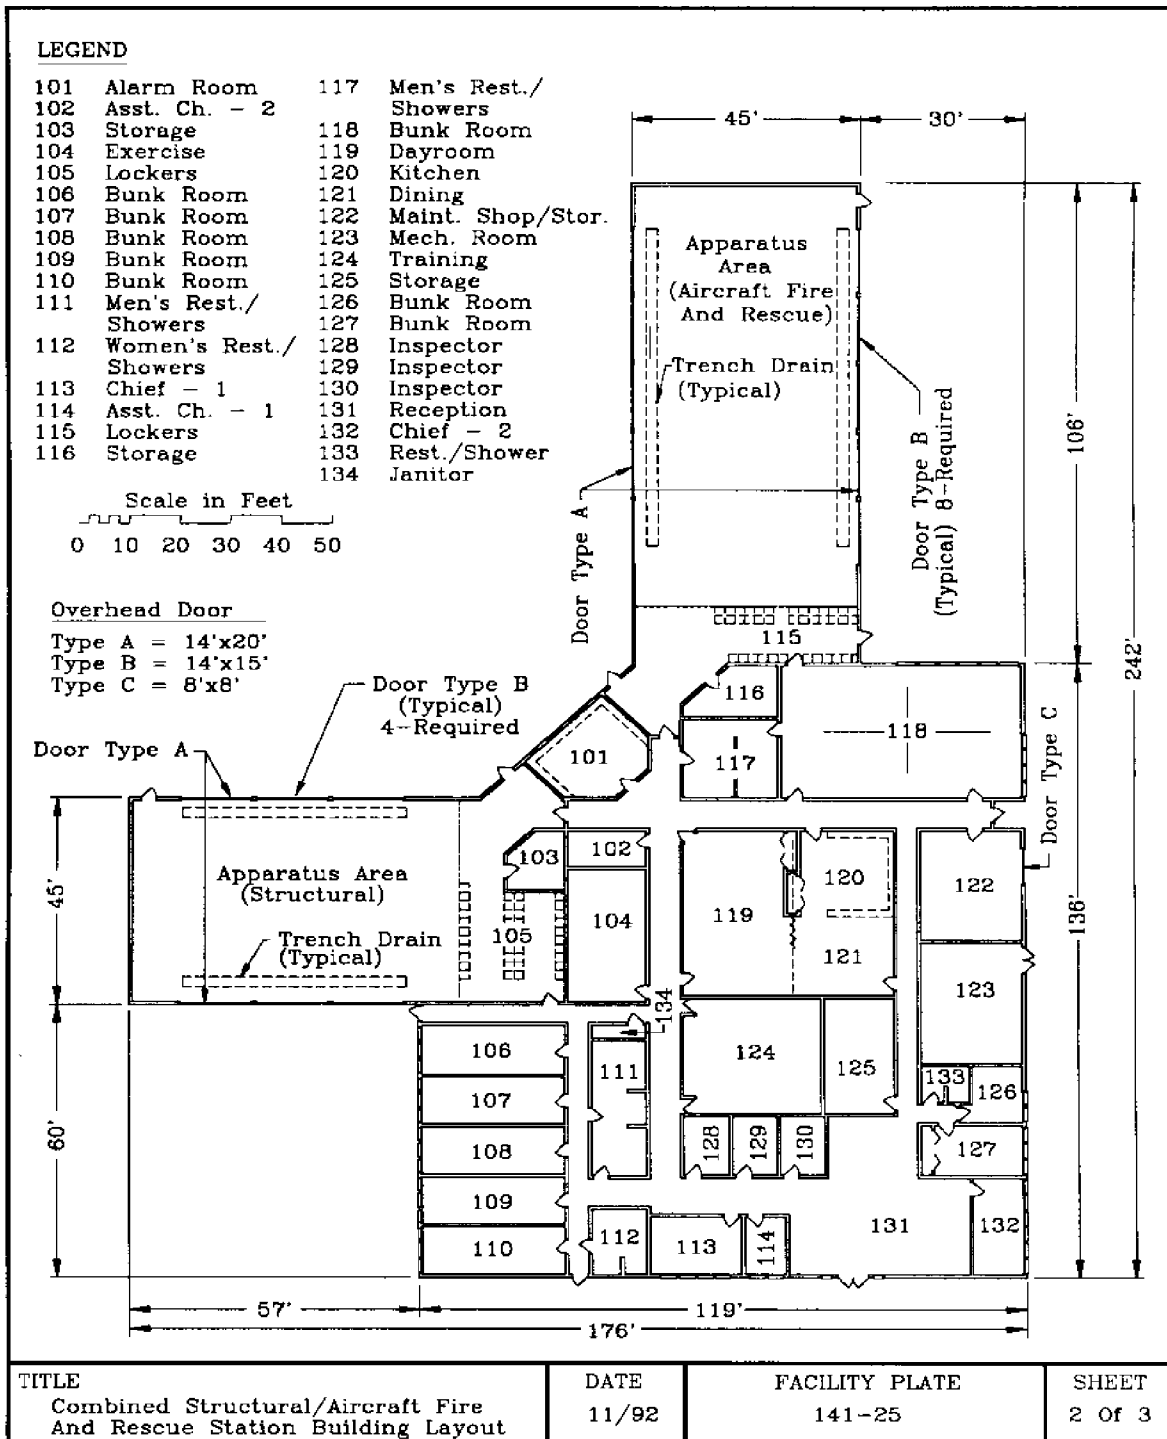 LEGEND
101 Alarm Room
102 Asst. Ch. - 2
103 Storage
104 Exercise
105 Lockers
106 Bunk Room
107 Bunk Room
108 Bunk Room
109 Bunk Room
110 Bunk Room
111 Men's Rest./
Showers
112 Women's Rest./
Showers
113 Chief - 1
114 Asst. Ch. - 1
115 Lockers
116 Storage
117 Men's Rest./
Showers
118 Bunk Room
119 Dayroom
120 Kitchen
121 Dining
122 Maint. Shop/Stor.
123 Mech. Room
124 Training
125 Storage
126 Bunk Room
127 Bunk Room
128 Inspector
129 Inspector
130 Inspector
131 Reception
132 Chief - 2
133 Rest./Shower
134 Janitor
Scale in Feet
0 10 20 30 40 50
Overhead Door
Type A = 14'x20'
Type B = 14'x15'
Type C = 8'x8'
45'
30'
Apparatus
Area
(Aircraft Fire
And Rescue)
Trench Drain
(Typical)
Door Type A
Door Type B
(Typical) 8-Required
106'
242'
115
116
Door Type B
(Typical)
4-Required
Door Type A
101
117
118
Door Type C
45'
Apparatus Area
(Structural)
Trench Drain
(Typical)
103
102
105
104
119
120
121
122
136'
123
134
60'
106
111
124
125
133
126
107
108
128
129
130
127
109
110
112
113
114
131
132
57'
119'
176'
TITLE
Combined Structural/Aircraft Fire
And Rescue Station Building Layout
DATE
11/92
FACILITY PLATE
141-25
SHEET
2 Of 3